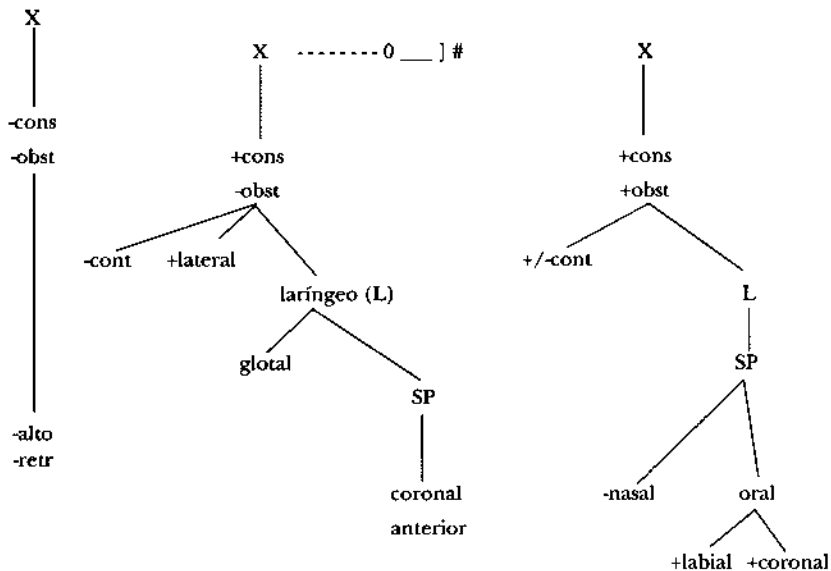 X
X -------- 0 ___ ] # X
-cons
-obst +cons +cons
-obst +obst
-cont +lateral +/-cont
laríngeo (L) L
glotal SP
SP
-alto
-retr
coronal -nasal oral
anterior
+labial +coronal